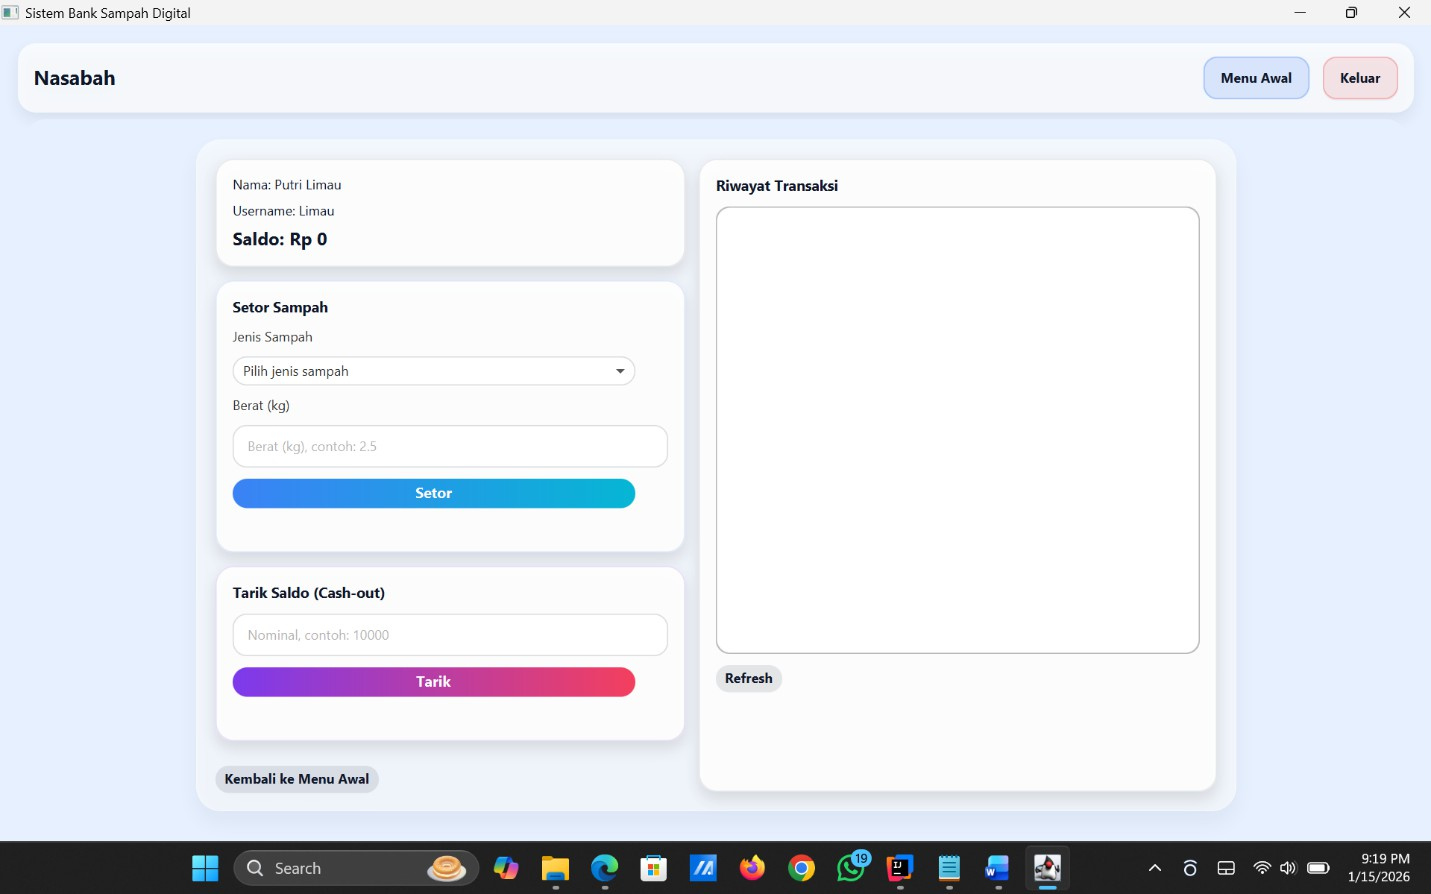 Sistem Bank Sampah Digital
Nasabah
Menu Awal
Keluar
Nama: Putri Limau
Username: Limau
Saldo: Rp 0
Setor Sampah
Jenis Sampah
Pilih jenis sampah
Berat (kg)
Berat (kg), contoh: 2.5
Setor
Tarik Saldo (Cash-out)
Nominal, contoh: 10000
Tarik
Kembali ke Menu Awal
Riwayat Transaksi
Refresh
Search
19
9:19 PM
1/15/2026